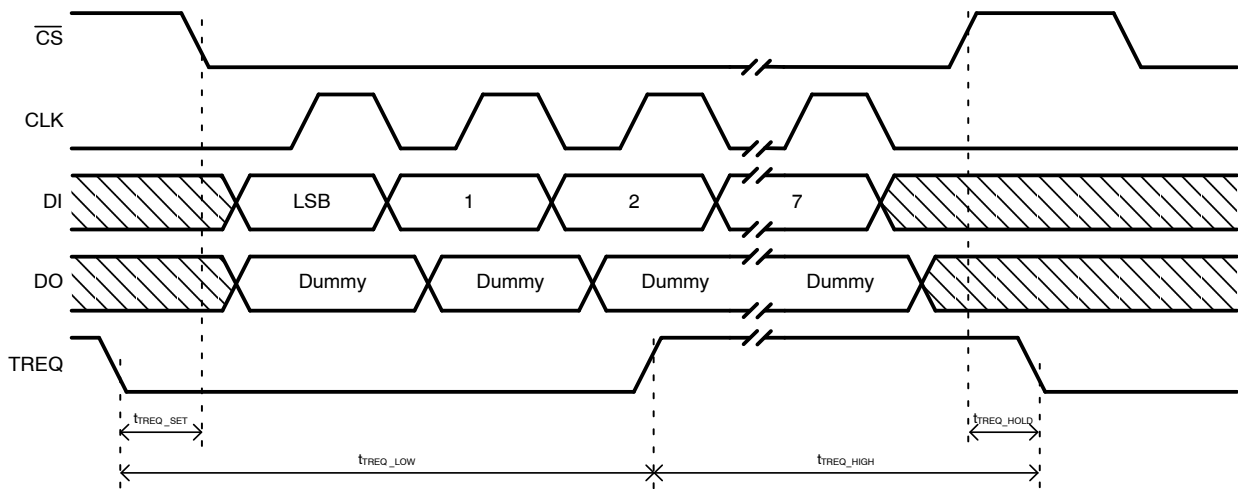 CS
CLK
DI
LSB
1
2
7
DO
Dummy
Dummy
Dummy
Dummy
TREQ
tTREQ_SET
tTREQ_HOLD
tTREQ_LOW
tTREQ_HIGH